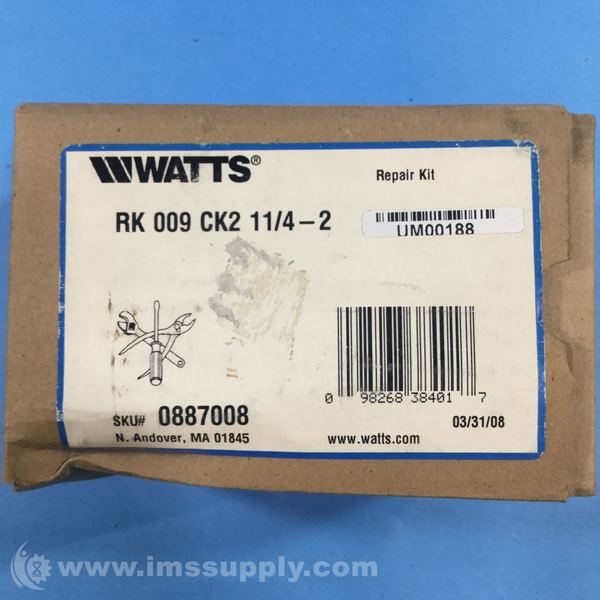 WATTS®
Repair Kit
RK 009 CK2 11/4-2
UM00188
0 98268 38401 7
SKU# 0887008
03/31/08
N. Andover, MA 01845
www.watts.com
www.imssupply.com